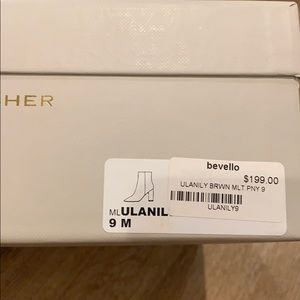 HER
bevello
$199.00
ULANILY BRWN MLT PNY 9
ULANILY9
MLULANIL
9 M